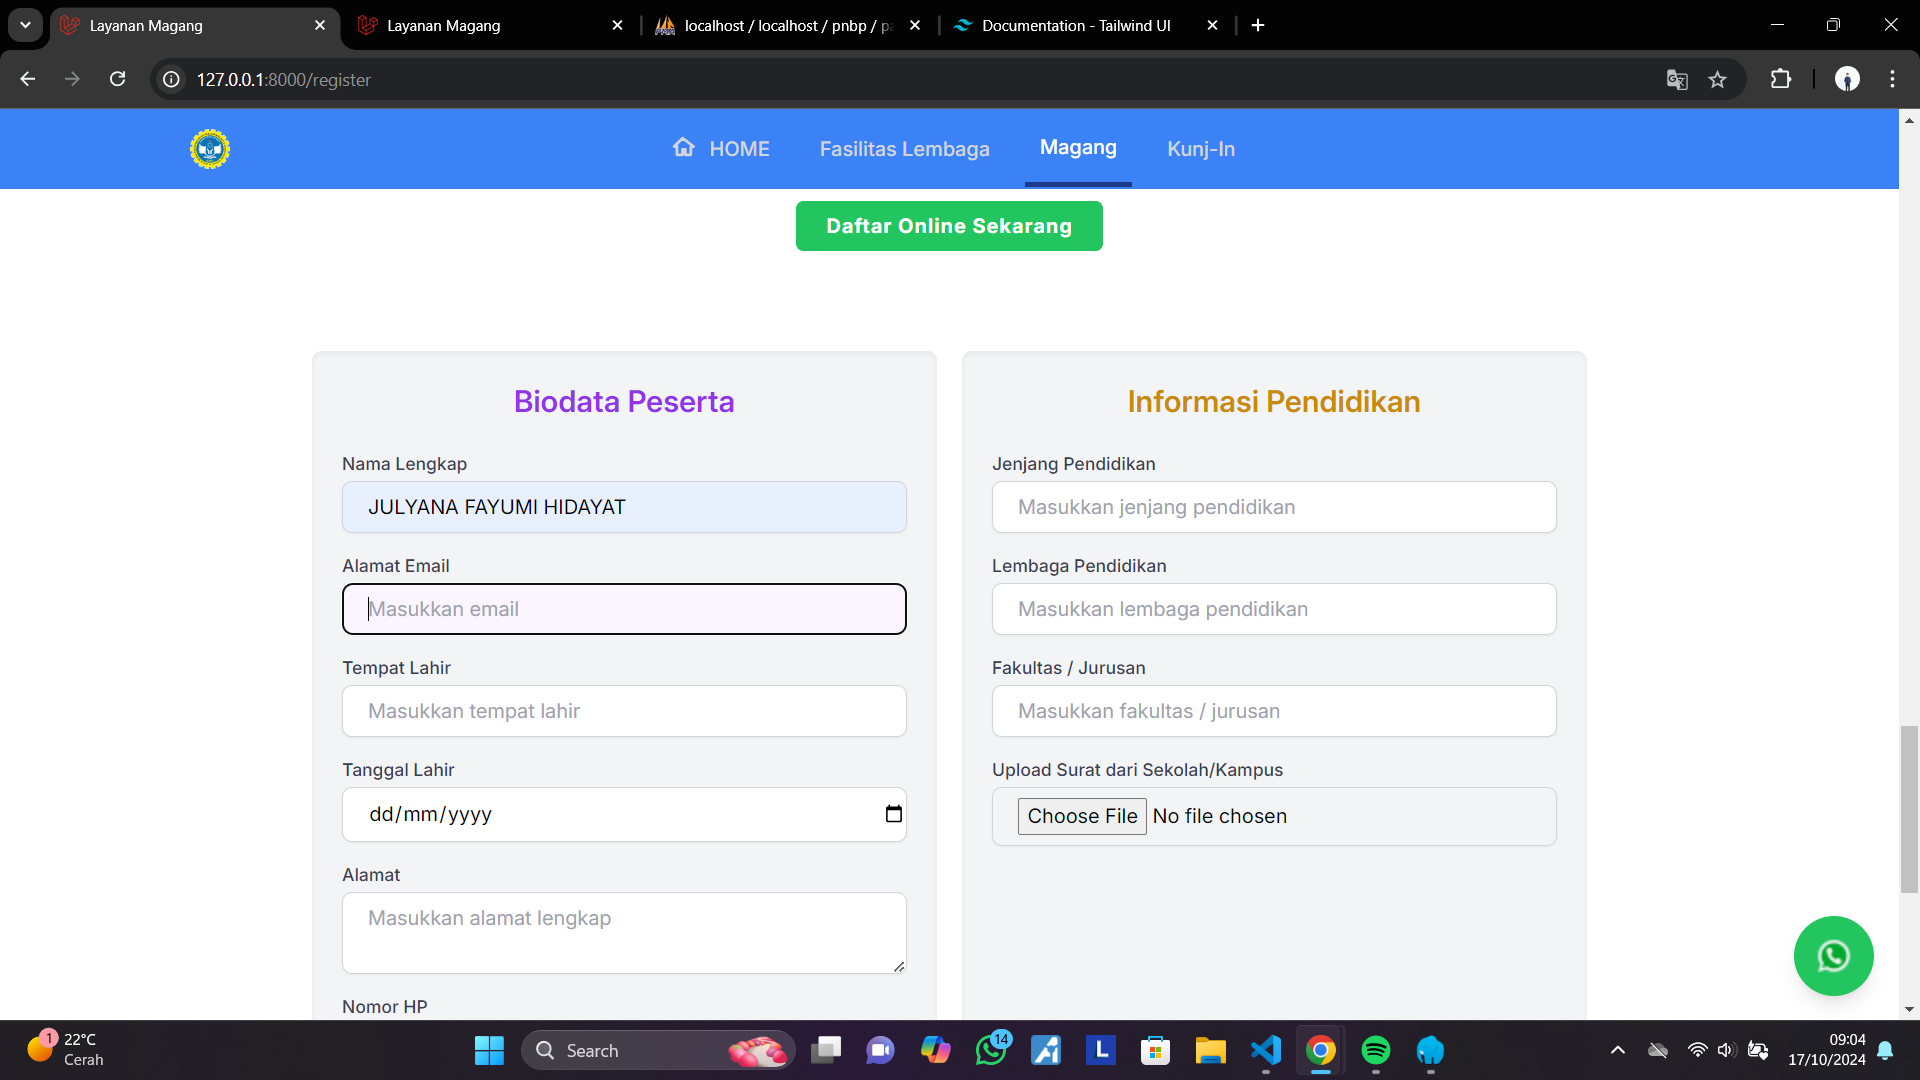 Layanan Magang
Layanan Magang
localhost / localhost / pnbp / pa
Documentation - Tailwind UI
127.0.0.1:8000/register
HOME
Fasilitas Lembaga
Magang
Kunj-In
Daftar Online Sekarang
Biodata Peserta
Nama Lengkap
JULYANA FAYUMI HIDAYAT
Alamat Email
Masukkan email
Tempat Lahir
Masukkan tempat lahir
Tanggal Lahir
dd/mm/yyyy
Alamat
Masukkan alamat lengkap
Nomor HP
Informasi Pendidikan
Jenjang Pendidikan
Masukkan jenjang pendidikan
Lembaga Pendidikan
Masukkan lembaga pendidikan
Fakultas / Jurusan
Masukkan fakultas / jurusan
Upload Surat dari Sekolah/Kampus
Choose File No file chosen
1
22°C
Cerah
Search
14
L
09:04
17/10/2024